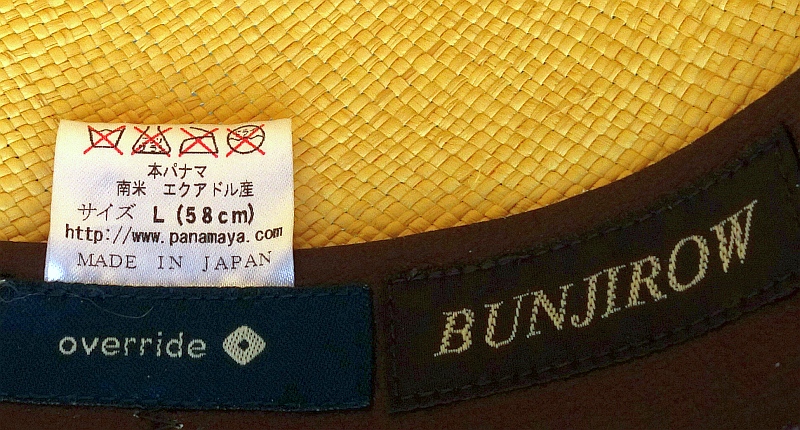 本パナマ
南米 エクアドル産
サイズ L (58cm)
http://www.panamaya.com
MADE IN JAPAN
override
BUNJIROW